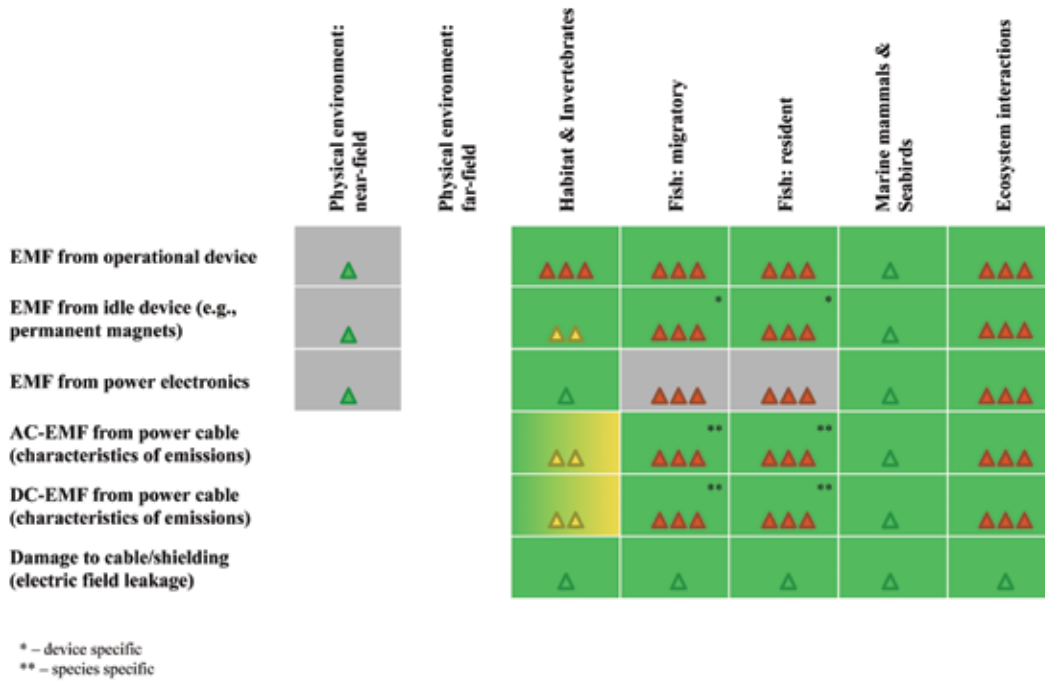 Physical environment:
near-field
Physical environment:
far-field
Habitat & Invertebrates
Fish: migratory
Fish: resident
Marine mammals &
Seabirds
Ecosystem interactions
EMF from operational device
EMF from idle device (e.g.,
permanent magnets)
*
*
EMF from power electronics
AC-EMF from power cable
(characteristics of emissions)
**
**
DC-EMF from power cable
(characteristics of emissions)
**
**
Damage to cable/shielding
(electric field leakage)
* – device specific
** – species specific